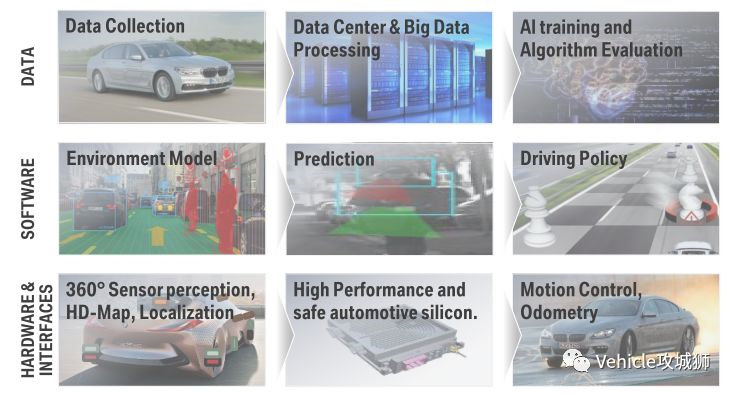 DATA
Data Collection
Data Center & Big Data
Processing
AI training and
Algorithm Evaluation
SOFTWARE
Environment Model
Prediction
Driving Policy
HARDWARE &
INTERFACES
360° Sensor perception,
HD-Map, Localization
High Performance and
safe automotive silicon.
Motion Control,
Odometry
Vehicle攻城狮